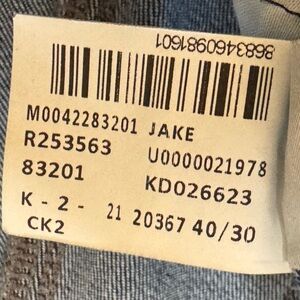 8683460981601
M0042283201 JAKE
R253563 U0000021978
83201 KD026623
K - 2 - 21 20367 40/30
CK2